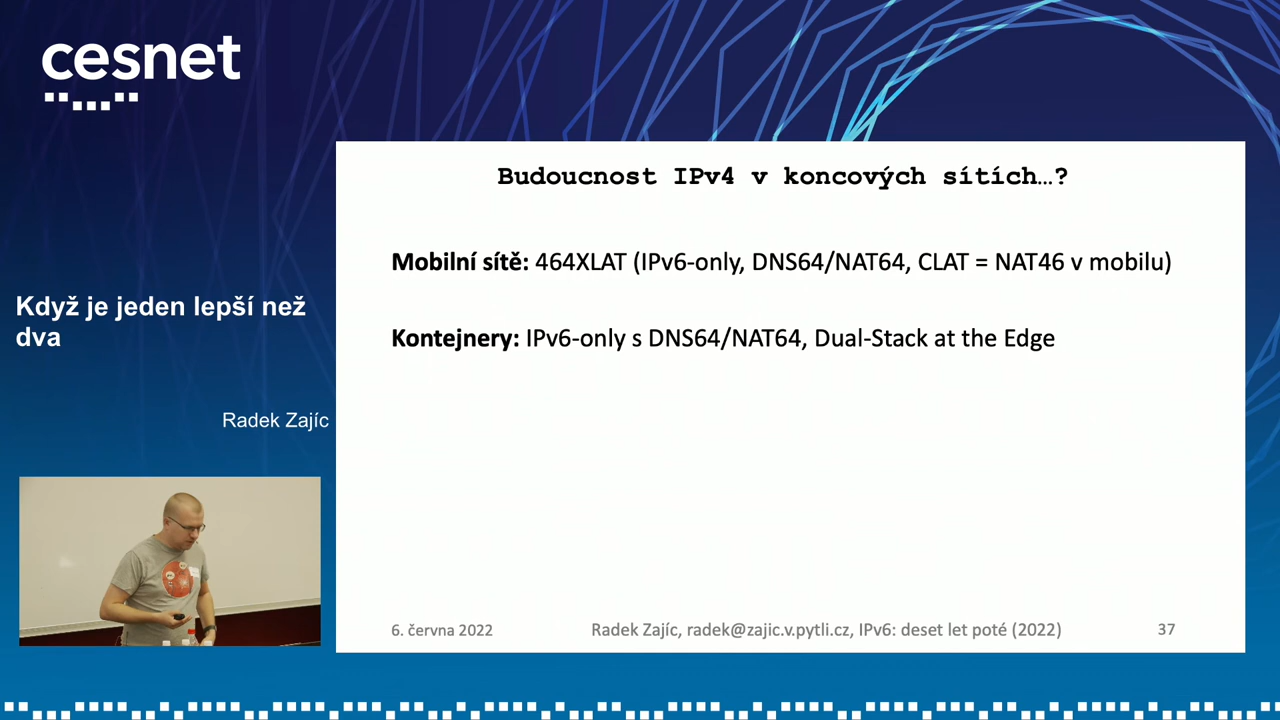 cesnet
Budoucnost IPv4 v koncových sítích…?
Mobilní sítě: 464XLAT (IPv6-only, DNS64/NAT64, CLAT = NAT46 v mobilu)
Kontejnery: IPv6-only s DNS64/NAT64, Dual-Stack at the Edge
Když je jeden lepší než
dva
Radek Zajíc
6. června 2022
Radek Zajíc, radek@zajic.v.pytli.cz, IPv6: deset let poté (2022)
37